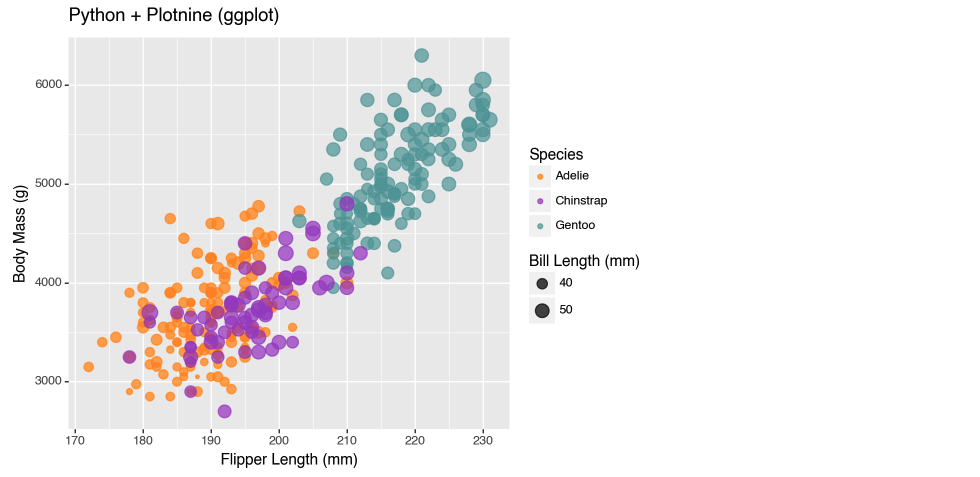 Python + Plotnine (ggplot)
Body Mass (g)
6000
5000
4000
3000
170 180 190 200 210 220 230
Flipper Length (mm)
Species
Adelie
Chinstrap
Gentoo
Bill Length (mm)
40
50